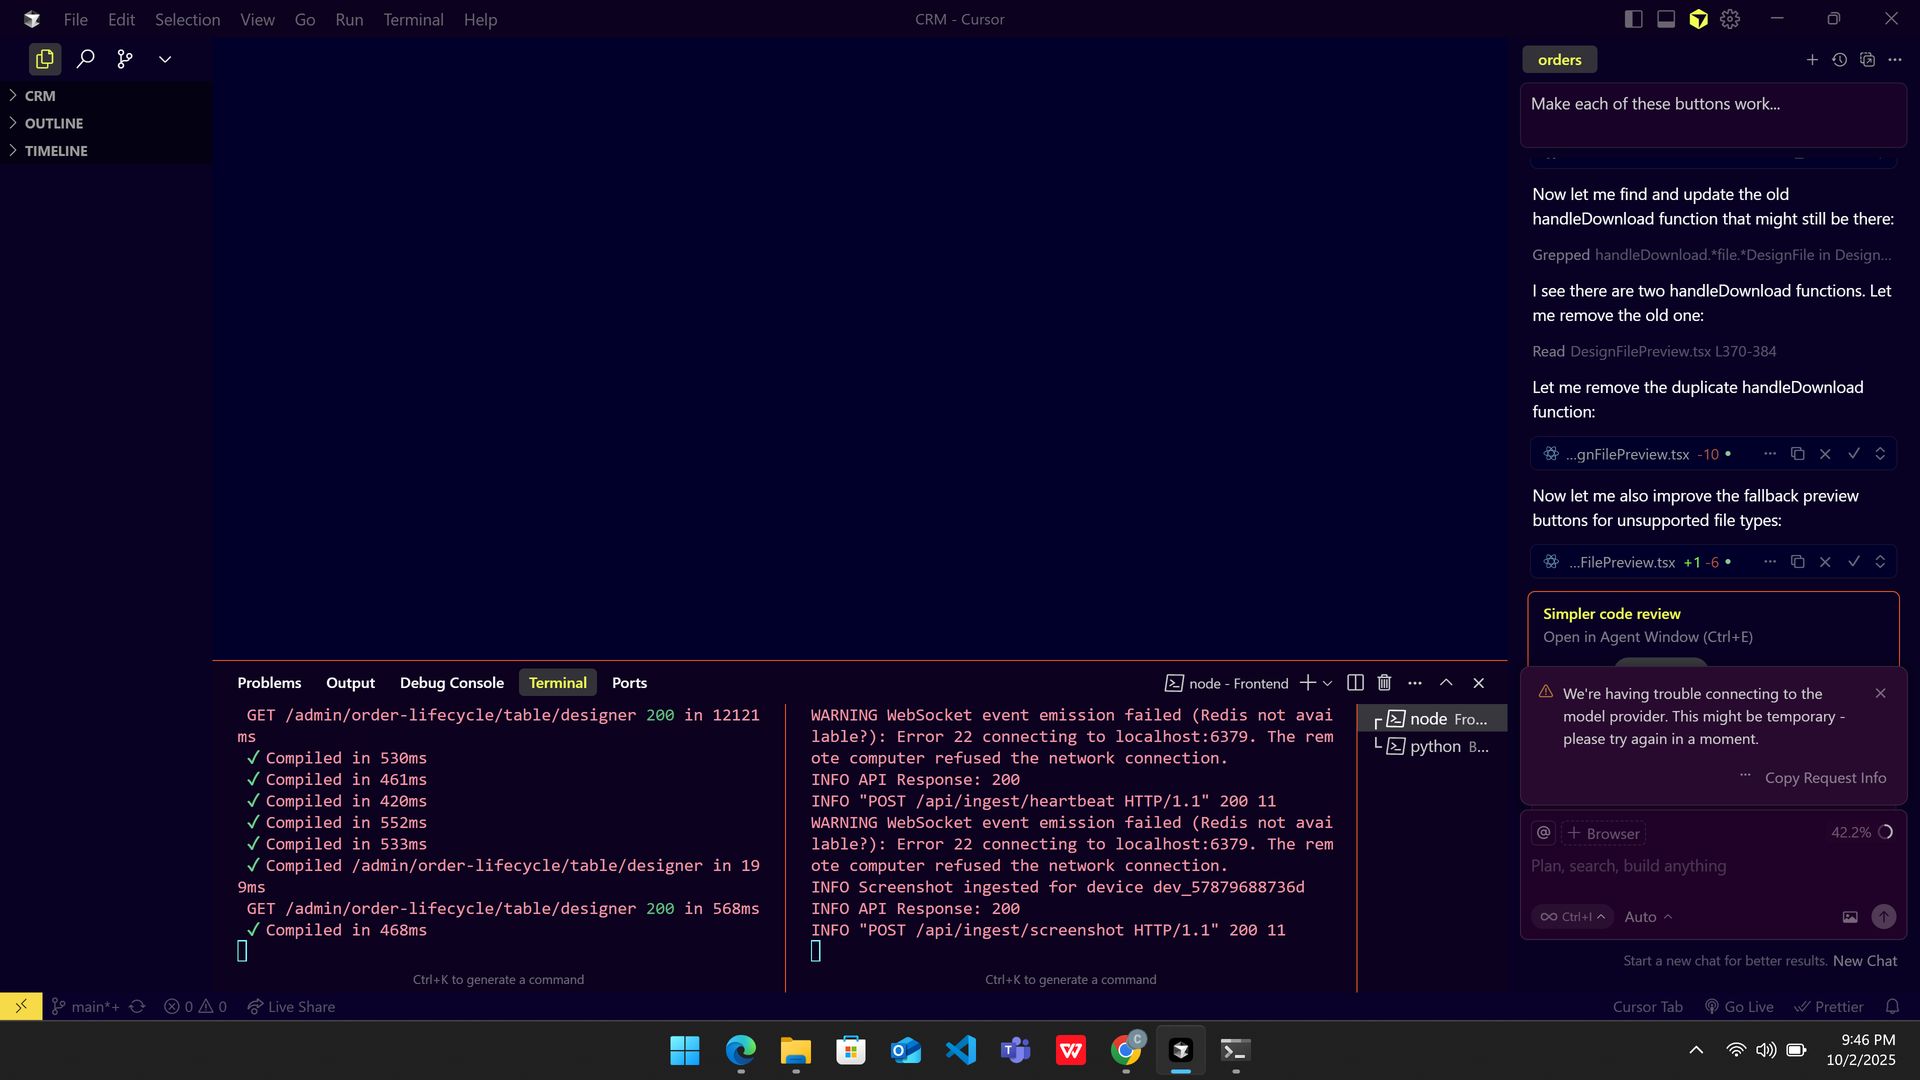 File Edit Selection View Go Run Terminal Help
CRM - Cursor
CRM
OUTLINE
TIMELINE
orders
Make each of these buttons work...
Now let me find and update the old
handleDownload function that might still be there:
Grepped handleDownload.*file.*DesignFile in Design...
I see there are two handleDownload functions. Let
me remove the old one:
Read DesignFilePreview.tsx L370-384
Let me remove the duplicate handleDownload
function:
...gnFilePreview.tsx -10
Now let me also improve the fallback preview
buttons for unsupported file types:
...FilePreview.tsx +1 -6
Simpler code review
Open in Agent Window (Ctrl+E)
We're having trouble connecting to the
model provider. This might be temporary -
please try again in a moment.
Copy Request Info
@ + Browser 42.2%
Plan, search, build anything
Ctrl+I Auto
Start a new chat for better results. New Chat
Problems Output Debug Console Terminal Ports
node - Frontend
GET /admin/order-lifecycle/table/designer 200 in 12121
ms
✓ Compiled in 530ms
✓ Compiled in 461ms
✓ Compiled in 420ms
✓ Compiled in 552ms
✓ Compiled in 533ms
✓ Compiled /admin/order-lifecycle/table/designer in 19
9ms
GET /admin/order-lifecycle/table/designer 200 in 568ms
✓ Compiled in 468ms
Ctrl+K to generate a command
WARNING WebSocket event emission failed (Redis not avai
lable?): Error 22 connecting to localhost:6379. The rem
ote computer refused the network connection.
INFO API Response: 200
INFO "POST /api/ingest/heartbeat HTTP/1.1" 200 11
WARNING WebSocket event emission failed (Redis not avai
lable?): Error 22 connecting to localhost:6379. The rem
ote computer refused the network connection.
INFO Screenshot ingested for device dev_57879688736d
INFO API Response: 200
INFO "POST /api/ingest/screenshot HTTP/1.1" 200 11
Ctrl+K to generate a command
node Fro...
python B...
main*+ 0 0 Live Share
Cursor Tab Go Live Prettier
9:46 PM
10/2/2025